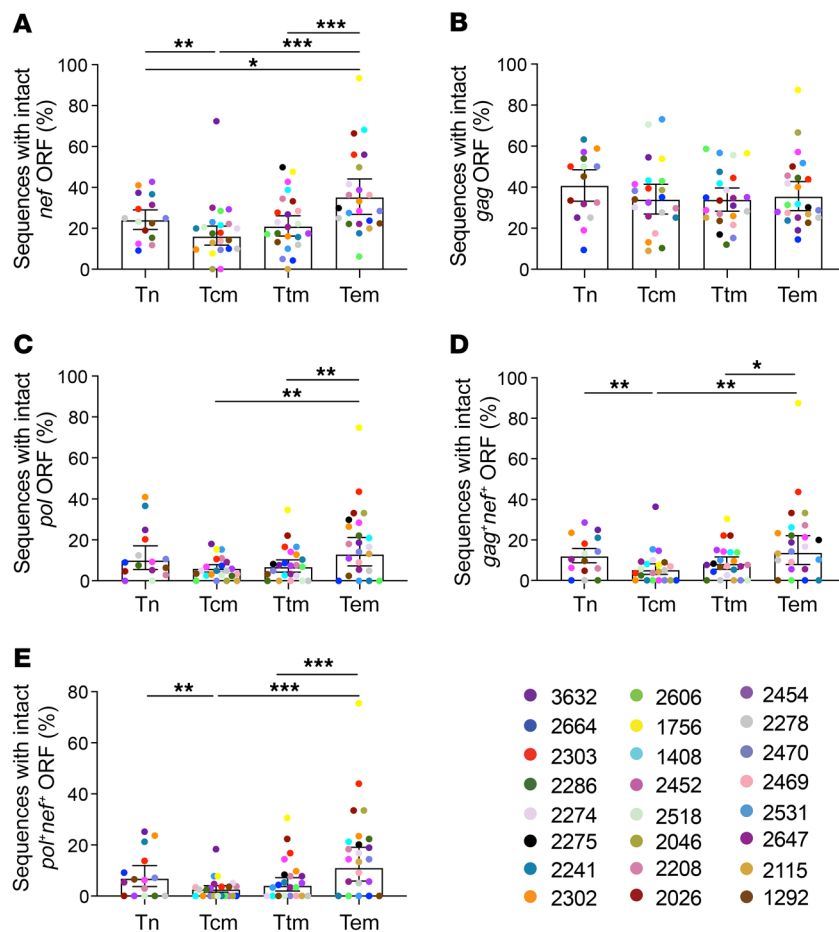 A
***
**
***
*
Sequences with intact
nef ORF (%)
100
80
60
40
20
0
Tn
Tcm
Ttm
Tem
B
Sequences with intact
gag ORF (%)
100
80
60
40
20
0
Tn
Tcm
Ttm
Tem
C
**
**
Sequences with intact
pol ORF (%)
100
80
60
40
20
0
Tn
Tcm
Ttm
Tem
D
*
**
**
Sequences with intact
gag⁺nef⁺ ORF (%)
100
80
60
40
20
0
Tn
Tcm
Ttm
Tem
E
***
**
***
Sequences with intact
pol⁺nef⁺ ORF (%)
80
60
40
20
0
Tn
Tcm
Ttm
Tem
3632
2664
2303
2286
2274
2275
2241
2302
2606
1756
1408
2452
2518
2046
2208
2026
2454
2278
2470
2469
2531
2647
2115
1292